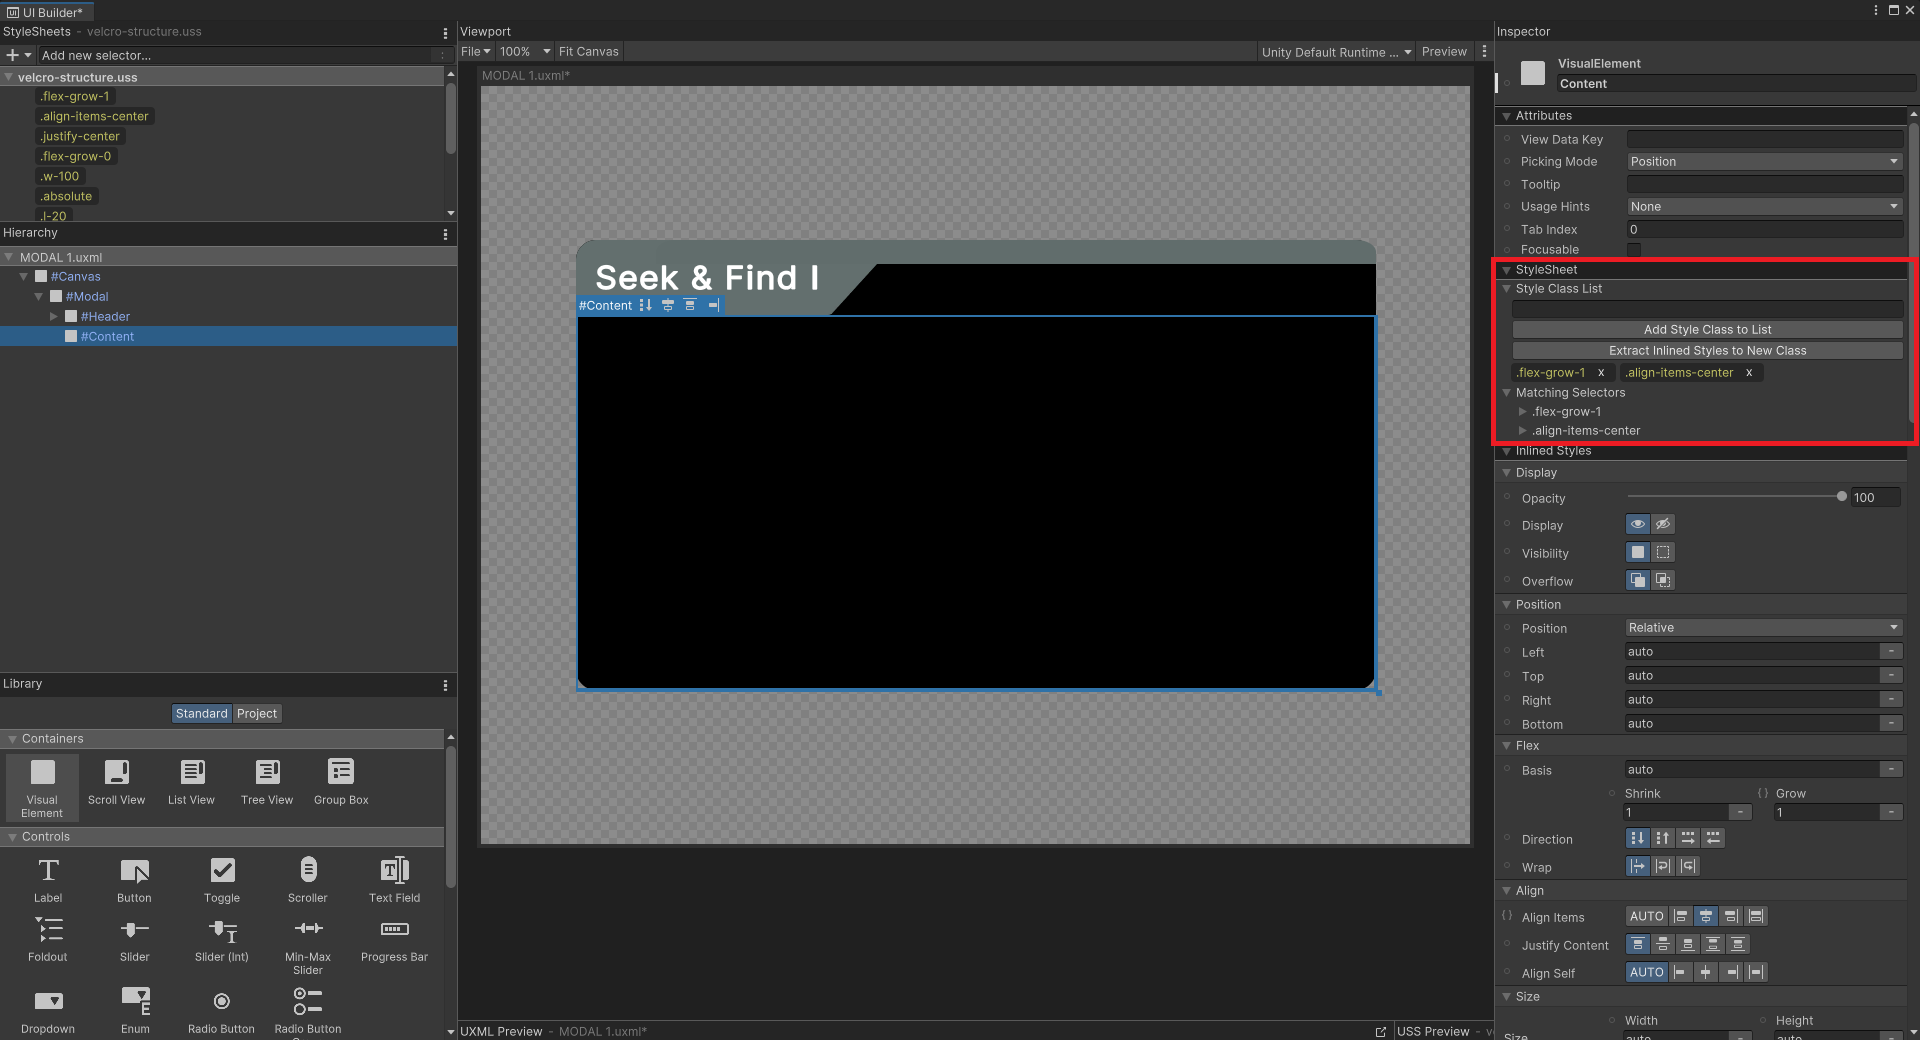 UI Builder*
StyleSheets - velcro-structure.uss
Add new selector...
velcro-structure.uss
.flex-grow-1
.align-items-center
.justify-center
.flex-grow-0
.w-100
.absolute
.l-20
Hierarchy
MODAL 1.uxml
#Canvas
#Modal
#Header
#Content
Library
Standard Project
Containers
Visual Element
Scroll View
List View
Tree View
Group Box
Controls
Label
Button
Toggle
Scroller
Text Field
Foldout
Slider
Slider (Int)
Min-Max Slider
Progress Bar
Dropdown
Enum
Radio Button
Radio Button
Viewport
File 100% Fit Canvas Unity Default Runtime ... Preview
MODAL 1.uxml*
Seek & Find I
#Content
UXML Preview - MODAL 1.uxml*
USS Preview -
Inspector
VisualElement
Content
Attributes
View Data Key
Picking Mode Position
Tooltip
Usage Hints None
Tab Index 0
Focusable
StyleSheet
Style Class List
Add Style Class to List
Extract Inlined Styles to New Class
.flex-grow-1 x .align-items-center x
Matching Selectors
.flex-grow-1
.align-items-center
Inlined Styles
Display
Opacity 100
Display
Visibility
Overflow
Position
Position Relative
Left auto -
Top auto -
Right auto -
Bottom auto -
Flex
Basis auto -
Shrink {} Grow
1 - 1 -
Direction
Wrap
Align
{} Align Items AUTO
Justify Content
Align Self AUTO
Size
Width Height
Size auto - auto -